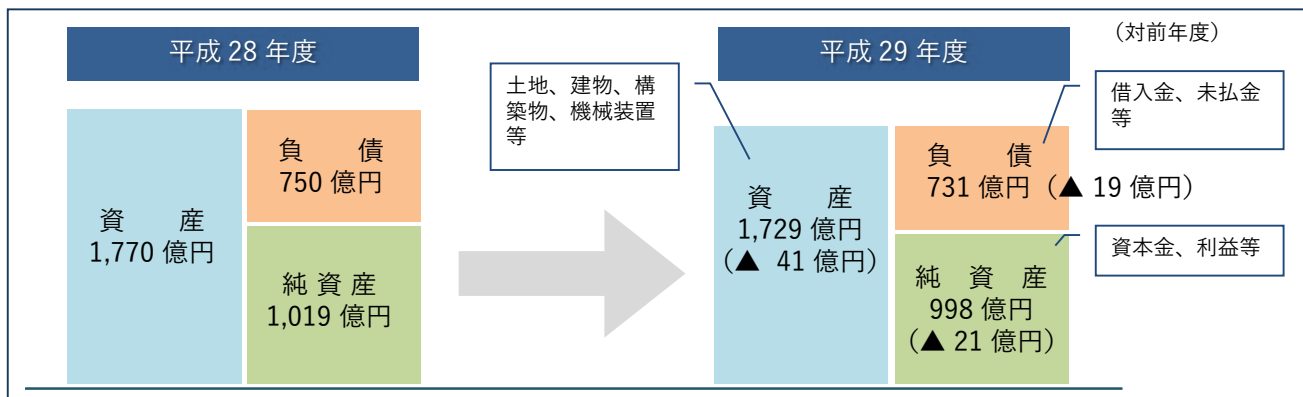 平成 28 年度
資　　産
1,770 億円
負　　債
750 億円
純 資 産
1,019 億円
土地、建物、構
築物、機械装置
等
平成 29 年度
（対前年度）
資　　産
1,729 億円
（▲ 41 億円）
負　　債
731 億円（▲ 19 億円）
純　資　産
998 億円
（▲ 21 億円）
借入金、未払金
等
資本金、利益等